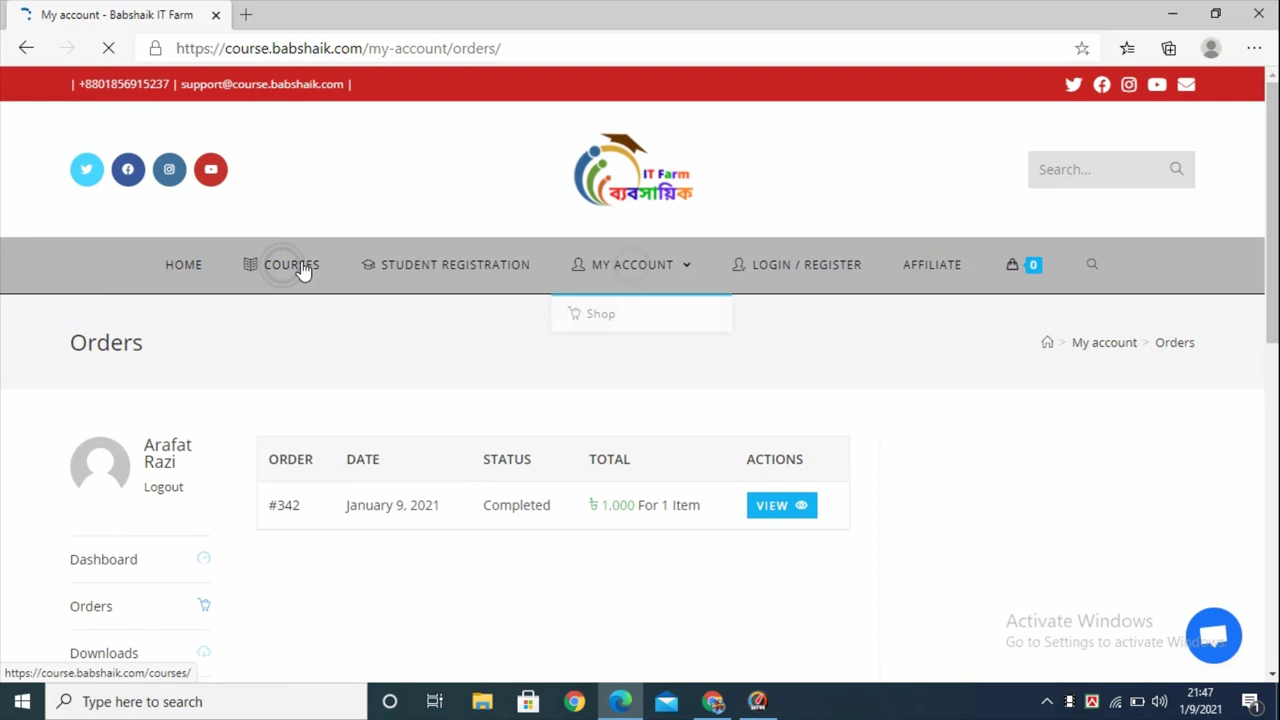 My account - Babshaik IT Farm
https://course.babshaik.com/my-account/orders/
| +8801856915237 | support@course.babshaik.com |
IT Farm
ব্যবসায়িক
Search...
HOME COURSES STUDENT REGISTRATION MY ACCOUNT LOGIN / REGISTER AFFILIATE 0
Shop
Orders
> My account > Orders
Arafat
Razi
Logout
ORDER DATE STATUS TOTAL ACTIONS
#342 January 9, 2021 Completed ৳ 1,000 For 1 Item VIEW
Dashboard
Orders
Downloads
Activate Windows
Go to Settings to activate Windows.
https://course.babshaik.com/courses/
Type here to search
WPM
21:47
1/9/2021
1